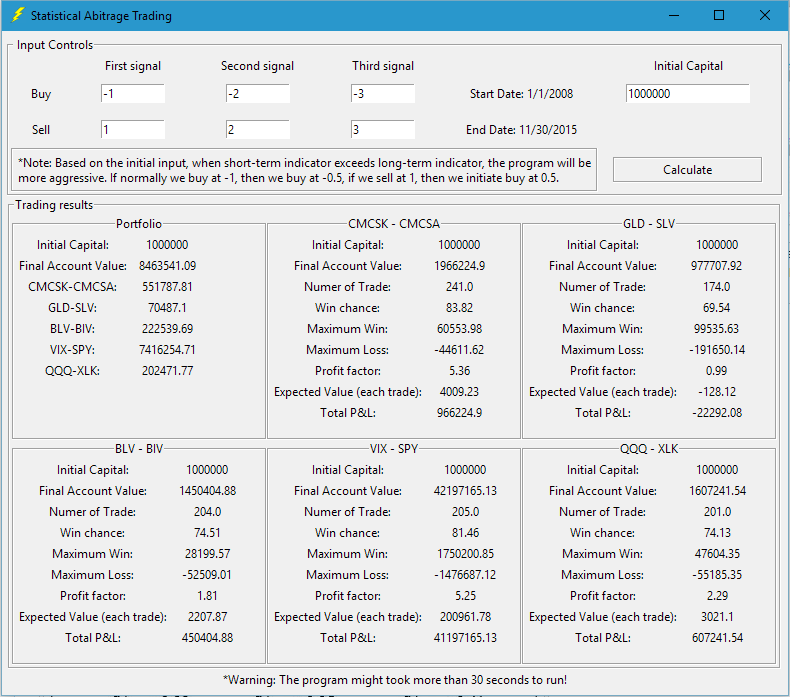 Statistical Abitrage Trading
Input Controls
First signal Second signal Third signal Initial Capital
Buy -1 -2 -3 Start Date: 1/1/2008 1000000
Sell 1 2 3 End Date: 11/30/2015
*Note: Based on the initial input, when short-term indicator exceeds long-term indicator, the program will be
more aggressive. If normally we buy at -1, then we buy at -0.5, if we sell at 1, then we initiate buy at 0.5.
Calculate
Trading results
Portfolio
Initial Capital: 1000000
Final Account Value: 8463541.09
CMCSK-CMCSA: 551787.81
GLD-SLV: 70487.1
BLV-BIV: 222539.69
VIX-SPY: 7416254.71
QQQ-XLK: 202471.77
CMCSK - CMCSA
Initial Capital: 1000000
Final Account Value: 1966224.9
Numer of Trade: 241.0
Win chance: 83.82
Maximum Win: 60553.98
Maximum Loss: -44611.62
Profit factor: 5.36
Expected Value (each trade): 4009.23
Total P&L: 966224.9
GLD - SLV
Initial Capital: 1000000
Final Account Value: 977707.92
Numer of Trade: 174.0
Win chance: 69.54
Maximum Win: 99535.63
Maximum Loss: -191650.14
Profit factor: 0.99
Expected Value (each trade): -128.12
Total P&L: -22292.08
BLV - BIV
Initial Capital: 1000000
Final Account Value: 1450404.88
Numer of Trade: 204.0
Win chance: 74.51
Maximum Win: 28199.57
Maximum Loss: -52509.01
Profit factor: 1.81
Expected Value (each trade): 2207.87
Total P&L: 450404.88
VIX - SPY
Initial Capital: 1000000
Final Account Value: 42197165.13
Numer of Trade: 205.0
Win chance: 81.46
Maximum Win: 1750200.85
Maximum Loss: -1476687.12
Profit factor: 5.25
Expected Value (each trade): 200961.78
Total P&L: 41197165.13
QQQ - XLK
Initial Capital: 1000000
Final Account Value: 1607241.54
Numer of Trade: 201.0
Win chance: 74.13
Maximum Win: 47604.35
Maximum Loss: -55185.35
Profit factor: 2.29
Expected Value (each trade): 3021.1
Total P&L: 607241.54
*Warning: The program might took more than 30 seconds to run!